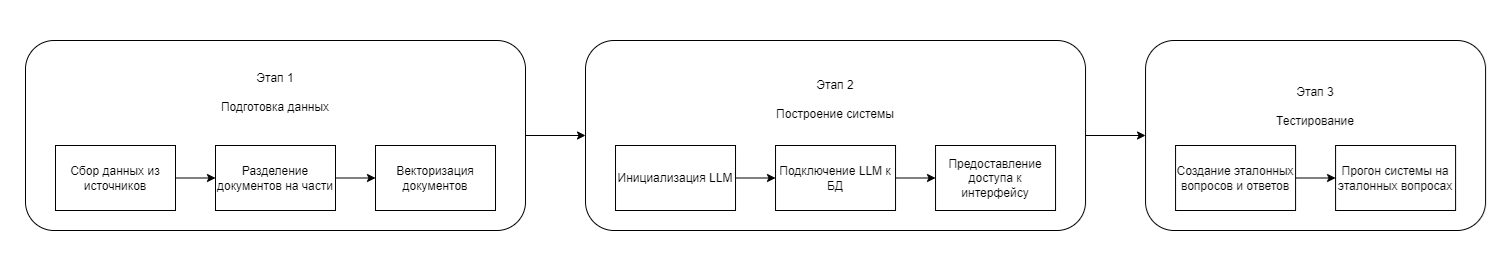 Этап 1
Подготовка данных
Сбор данных из
источников
Разделение
документов на части
Векторизация
документов
Этап 2
Построение системы
Инициализация LLM
Подключение LLM к
БД
Предоставление
доступа к
интерфейсу
Этап 3
Тестирование
Создание эталонных
вопросов и ответов
Прогон системы на
эталонных вопросах